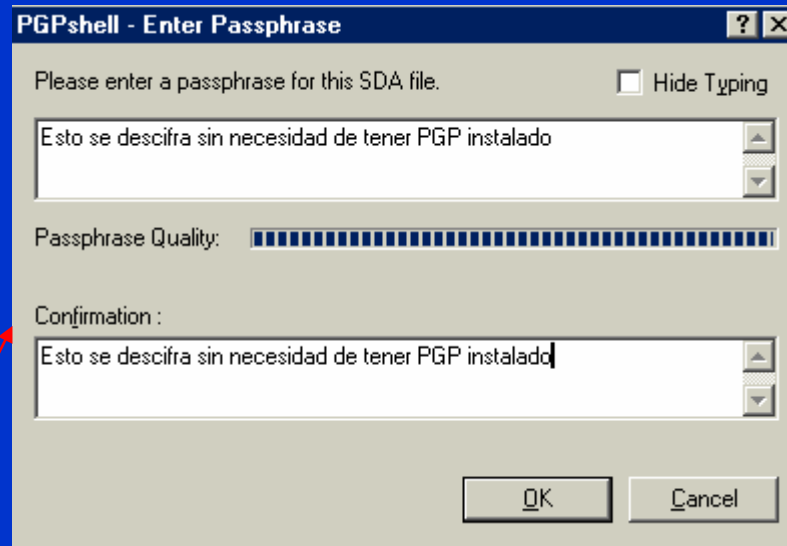 PGPshell - Enter Passphrase
Please enter a passphrase for this SDA file.
Hide Typing
Esto se descifra sin necesidad de tener PGP instalado
Passphrase Quality:
Confirmation :
Esto se descifra sin necesidad de tener PGP instalado
OK
Cancel